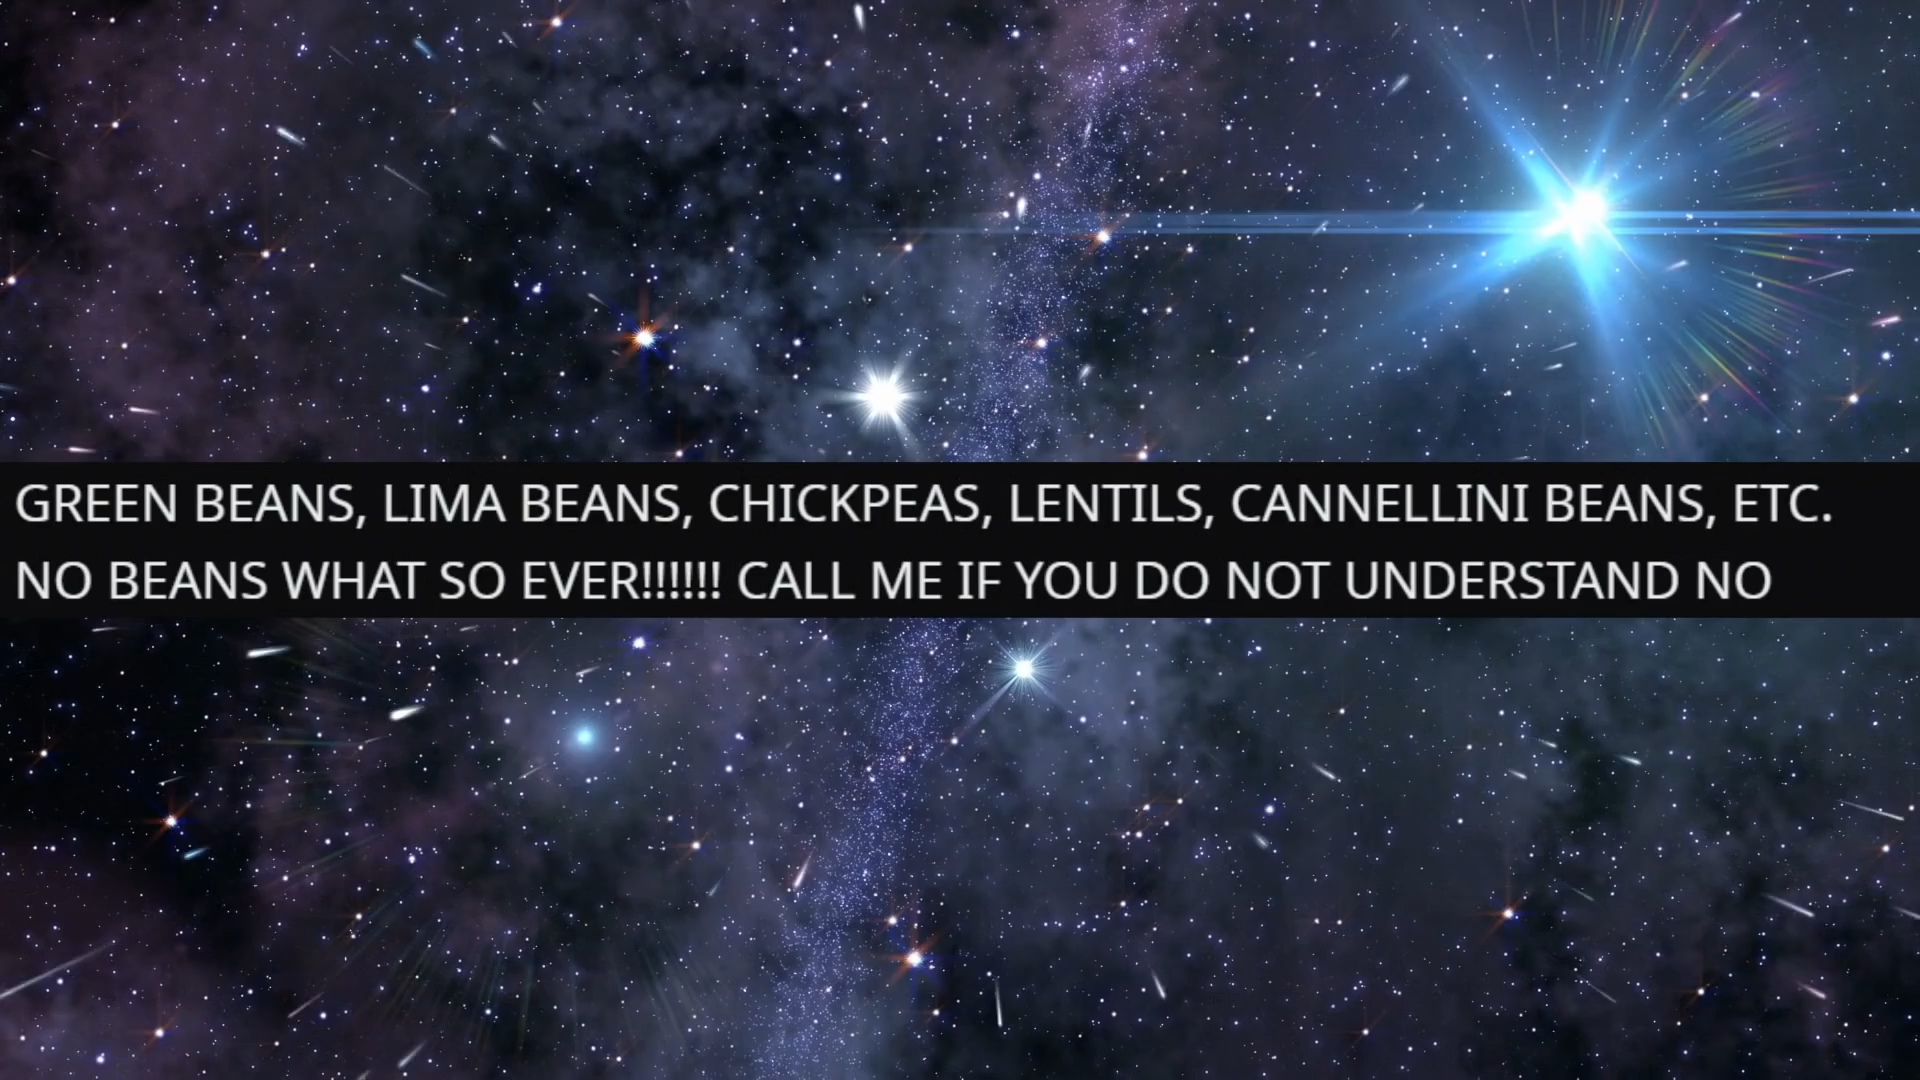 GREEN BEANS, LIMA BEANS, CHICKPEAS, LENTILS, CANNELLINI BEANS, ETC.
NO BEANS WHAT SO EVER!!!!!! CALL ME IF YOU DO NOT UNDERSTAND NO